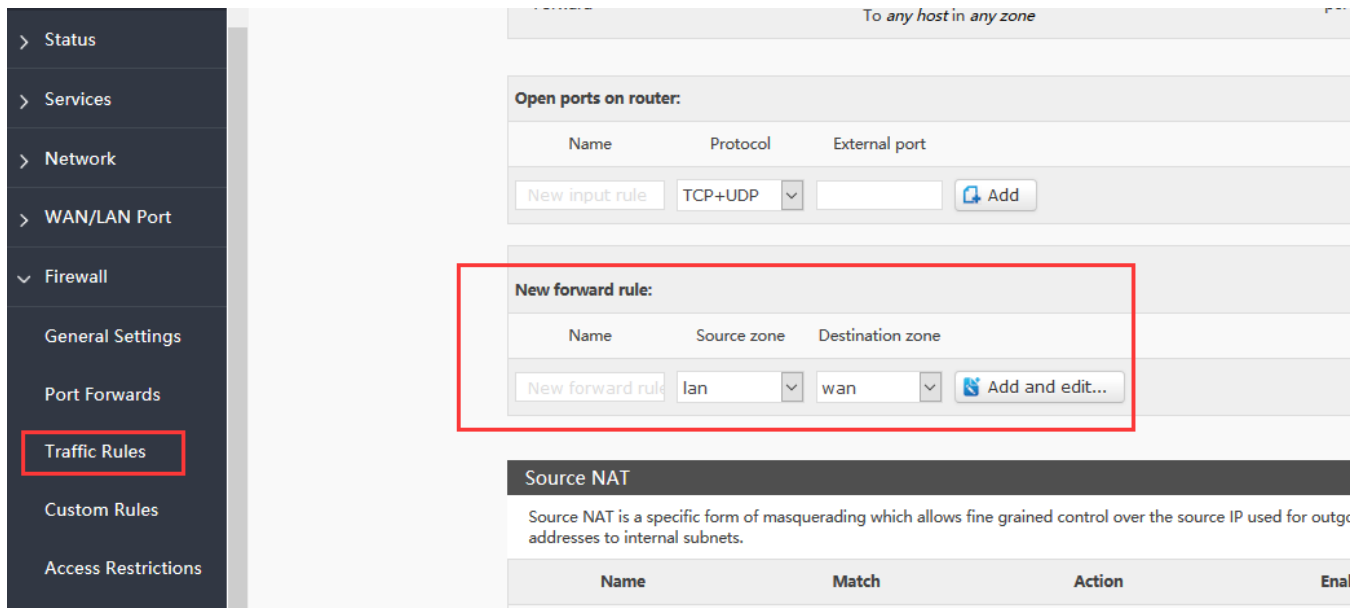 To any host in any zone
Status
Services
Network
WAN/LAN Port
Firewall
General Settings
Port Forwards
Traffic Rules
Custom Rules
Access Restrictions
Open ports on router:
Name Protocol External port
New input rule TCP+UDP Add
New forward rule:
Name Source zone Destination zone
New forward rule lan wan Add and edit...
Source NAT
Source NAT is a specific form of masquerading which allows fine grained control over the source IP used for
addresses to internal subnets.
Name Match Action